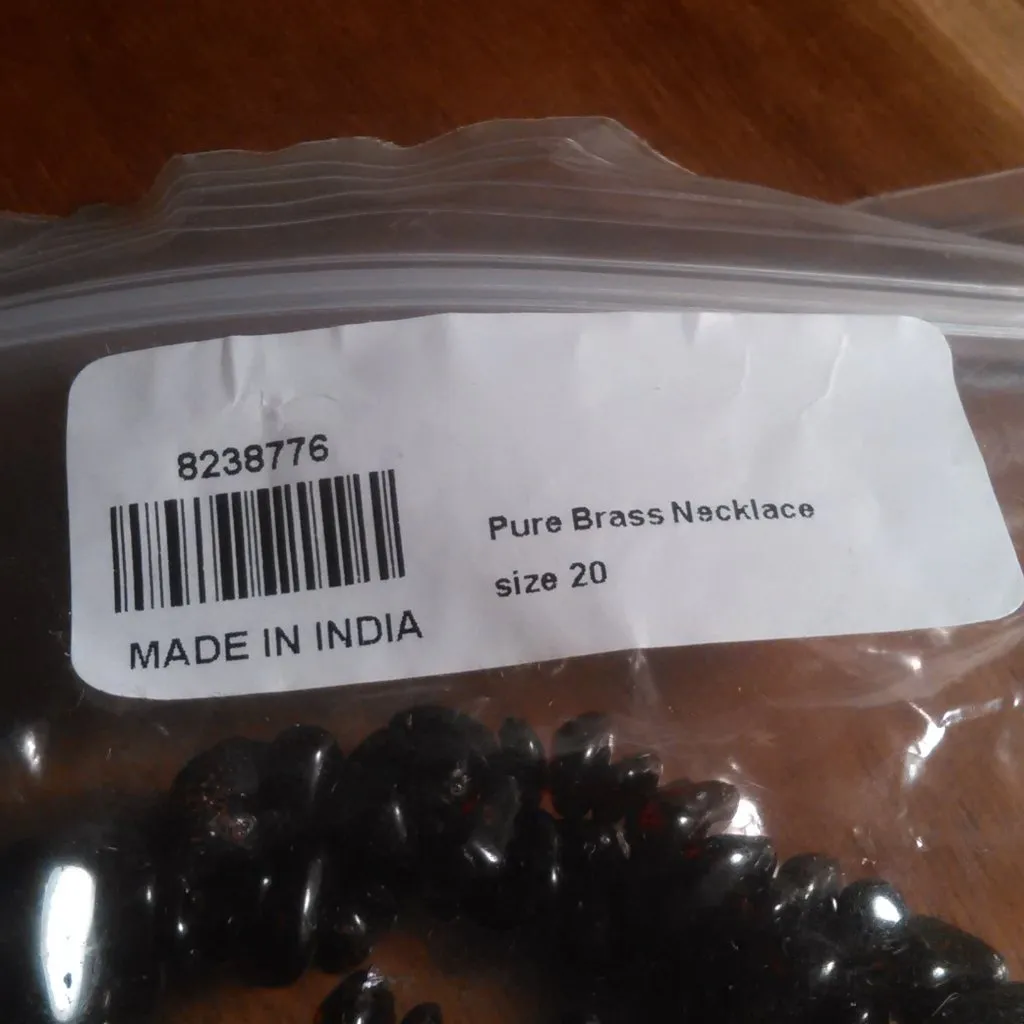 8238776
MADE IN INDIA
Pure Brass Necklace
size 20